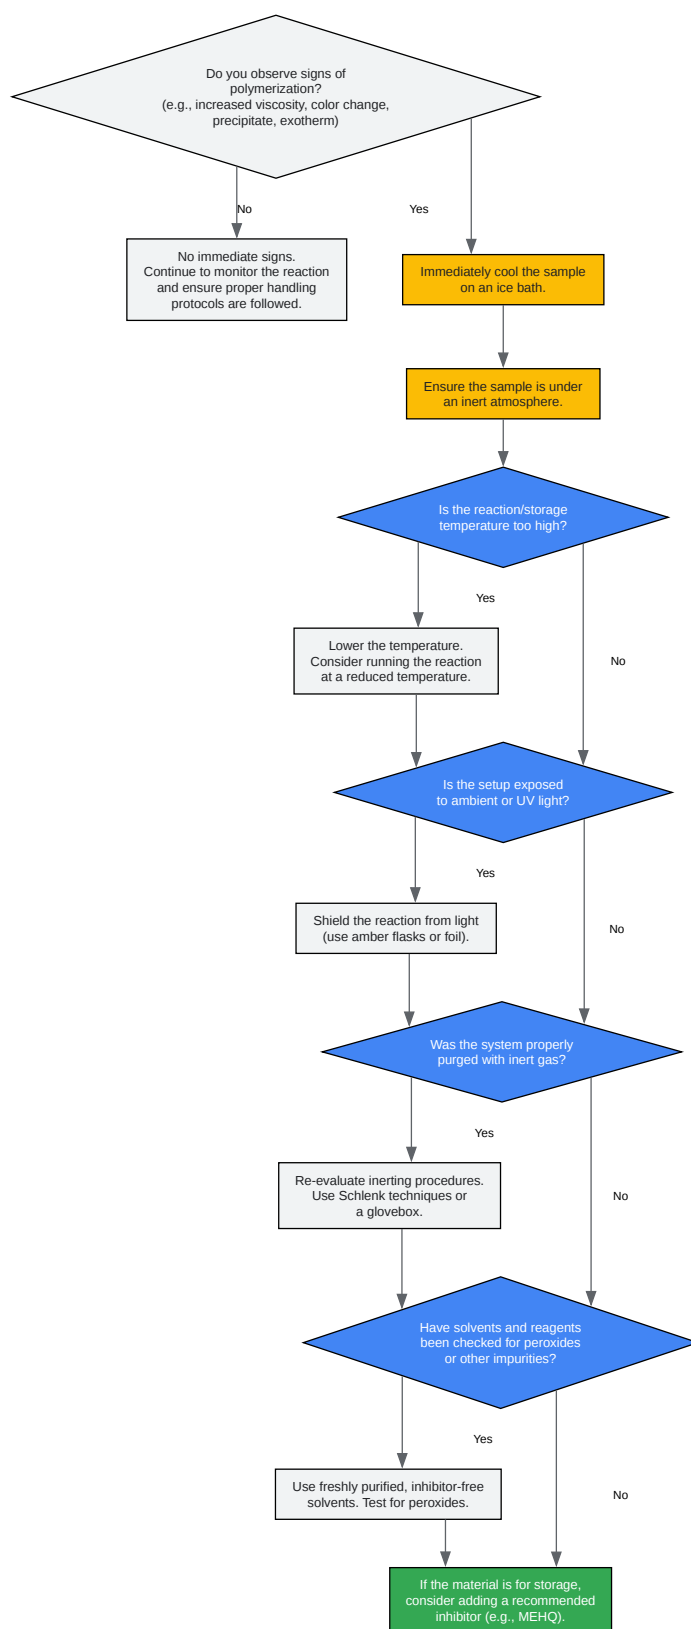 Do you observe signs of
polymerization?
(e.g., increased viscosity, color change,
precipitate, exotherm)
No
Yes
No immediate signs.
Continue to monitor the reaction
and ensure proper handling
protocols are followed.
Immediately cool the sample
on an ice bath.
Ensure the sample is under
an inert atmosphere.
Is the reaction/storage
temperature too high?
Yes
Lower the temperature.
Consider running the reaction
at a reduced temperature.
No
Is the setup exposed
to ambient or UV light?
Yes
Shield the reaction from light
(use amber flasks or foil).
No
Was the system properly
purged with inert gas?
Yes
Re-evaluate inerting procedures.
Use Schlenk techniques or
a glovebox.
No
Have solvents and reagents
been checked for peroxides
or other impurities?
Yes
Use freshly purified, inhibitor-free
solvents. Test for peroxides.
No
If the material is for storage,
consider adding a recommended
inhibitor (e.g., MEHQ).